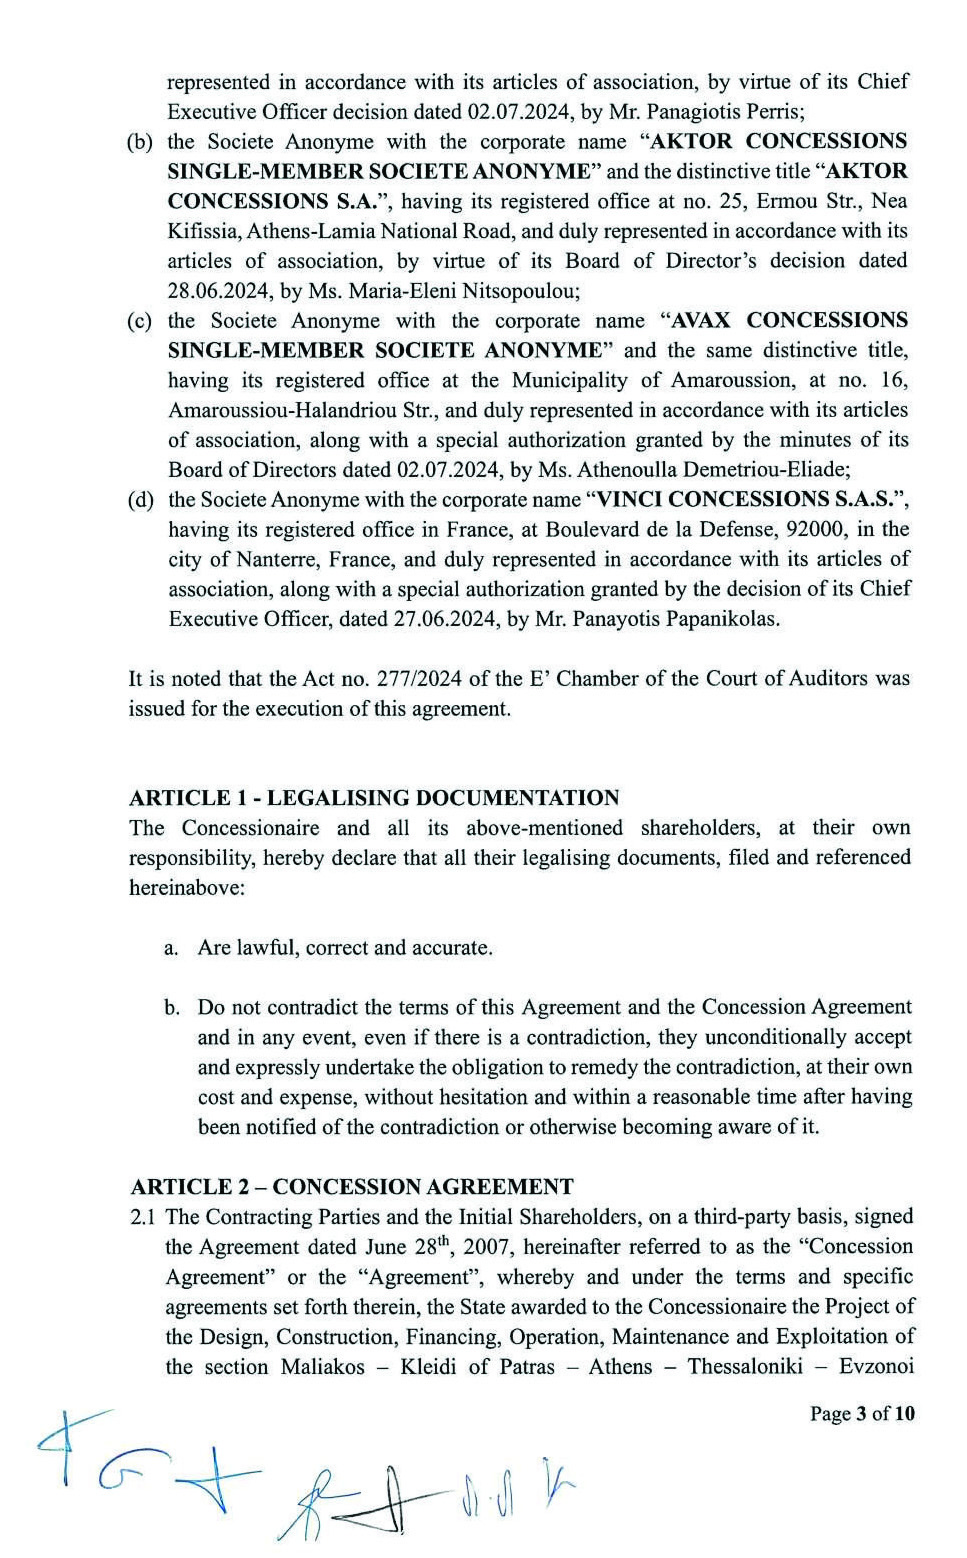 represented in accordance with its articles of association, by virtue of its Chief
Executive Officer decision dated 02.07.2024, by Mr. Panagiotis Perris;
(b) the Societe Anonyme with the corporate name “AKTOR CONCESSIONS
SINGLE-MEMBER SOCIETE ANONYME” and the distinctive title “AKTOR
CONCESSIONS S.A.”, having its registered office at no. 25, Ermou Str., Nea
Kifissia, Athens-Lamia National Road, and duly represented in accordance with its
articles of association, by virtue of its Board of Director’s decision dated
28.06.2024, by Ms. Maria-Eleni Nitsopoulou;
(c) the Societe Anonyme with the corporate name “AVAX CONCESSIONS
SINGLE-MEMBER SOCIETE ANONYME” and the same distinctive title,
having its registered office at the Municipality of Amaroussion, at no. 16,
Amaroussiou-Halandriou Str., and duly represented in accordance with its articles
of association, along with a special authorization granted by the minutes of its
Board of Directors dated 02.07.2024, by Ms. Athenoulla Demetriou-Eliade;
(d) the Societe Anonyme with the corporate name “VINCI CONCESSIONS S.A.S.”,
having its registered office in France, at Boulevard de la Defense, 92000, in the
city of Nanterre, France, and duly represented in accordance with its articles of
association, along with a special authorization granted by the decision of its Chief
Executive Officer, dated 27.06.2024, by Mr. Panayotis Papanikolas.
It is noted that the Act no. 277/2024 of the E’ Chamber of the Court of Auditors was
issued for the execution of this agreement.
ARTICLE 1 - LEGALISING DOCUMENTATION
The Concessionaire and all its above-mentioned shareholders, at their own
responsibility, hereby declare that all their legalising documents, filed and referenced
hereinabove:
a. Are lawful, correct and accurate.
b. Do not contradict the terms of this Agreement and the Concession Agreement
and in any event, even if there is a contradiction, they unconditionally accept
and expressly undertake the obligation to remedy the contradiction, at their own
cost and expense, without hesitation and within a reasonable time after having
been notified of the contradiction or otherwise becoming aware of it.
ARTICLE 2 – CONCESSION AGREEMENT
2.1 The Contracting Parties and the Initial Shareholders, on a third-party basis, signed
the Agreement dated June 28th, 2007, hereinafter referred to as the “Concession
Agreement” or the “Agreement”, whereby and under the terms and specific
agreements set forth therein, the State awarded to the Concessionaire the Project of
the Design, Construction, Financing, Operation, Maintenance and Exploitation of
the section Maliakos – Kleidi of Patras – Athens – Thessaloniki – Evzonoi
Page 3 of 10